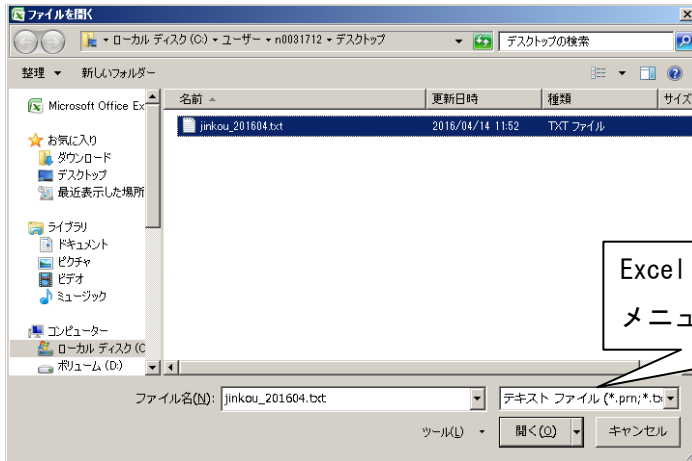 ファイルを開く
ローカル ディスク (C:) ▾ ユーザー ▾ n0031712 ▾ デスクトップ
デスクトップの検索
整理 ▾ 新しいフォルダー
Microsoft Office Ex
名前 更新日時 種類 サイズ
jinkou_201604.txt 2016/04/14 11:52 TXT ファイル
お気に入り
ダウンロード
デスクトップ
最近表示した場所
ライブラリ
ドキュメント
ピクチャ
ビデオ
ミュージック
コンピューター
ローカル ディスク (C
ボリューム (D:)
Excel
メニュ
ファイル名(N): jinkou_201604.txt
テキスト ファイル (*.prn;*.tx
ツール(L) 開く(O) キャンセル